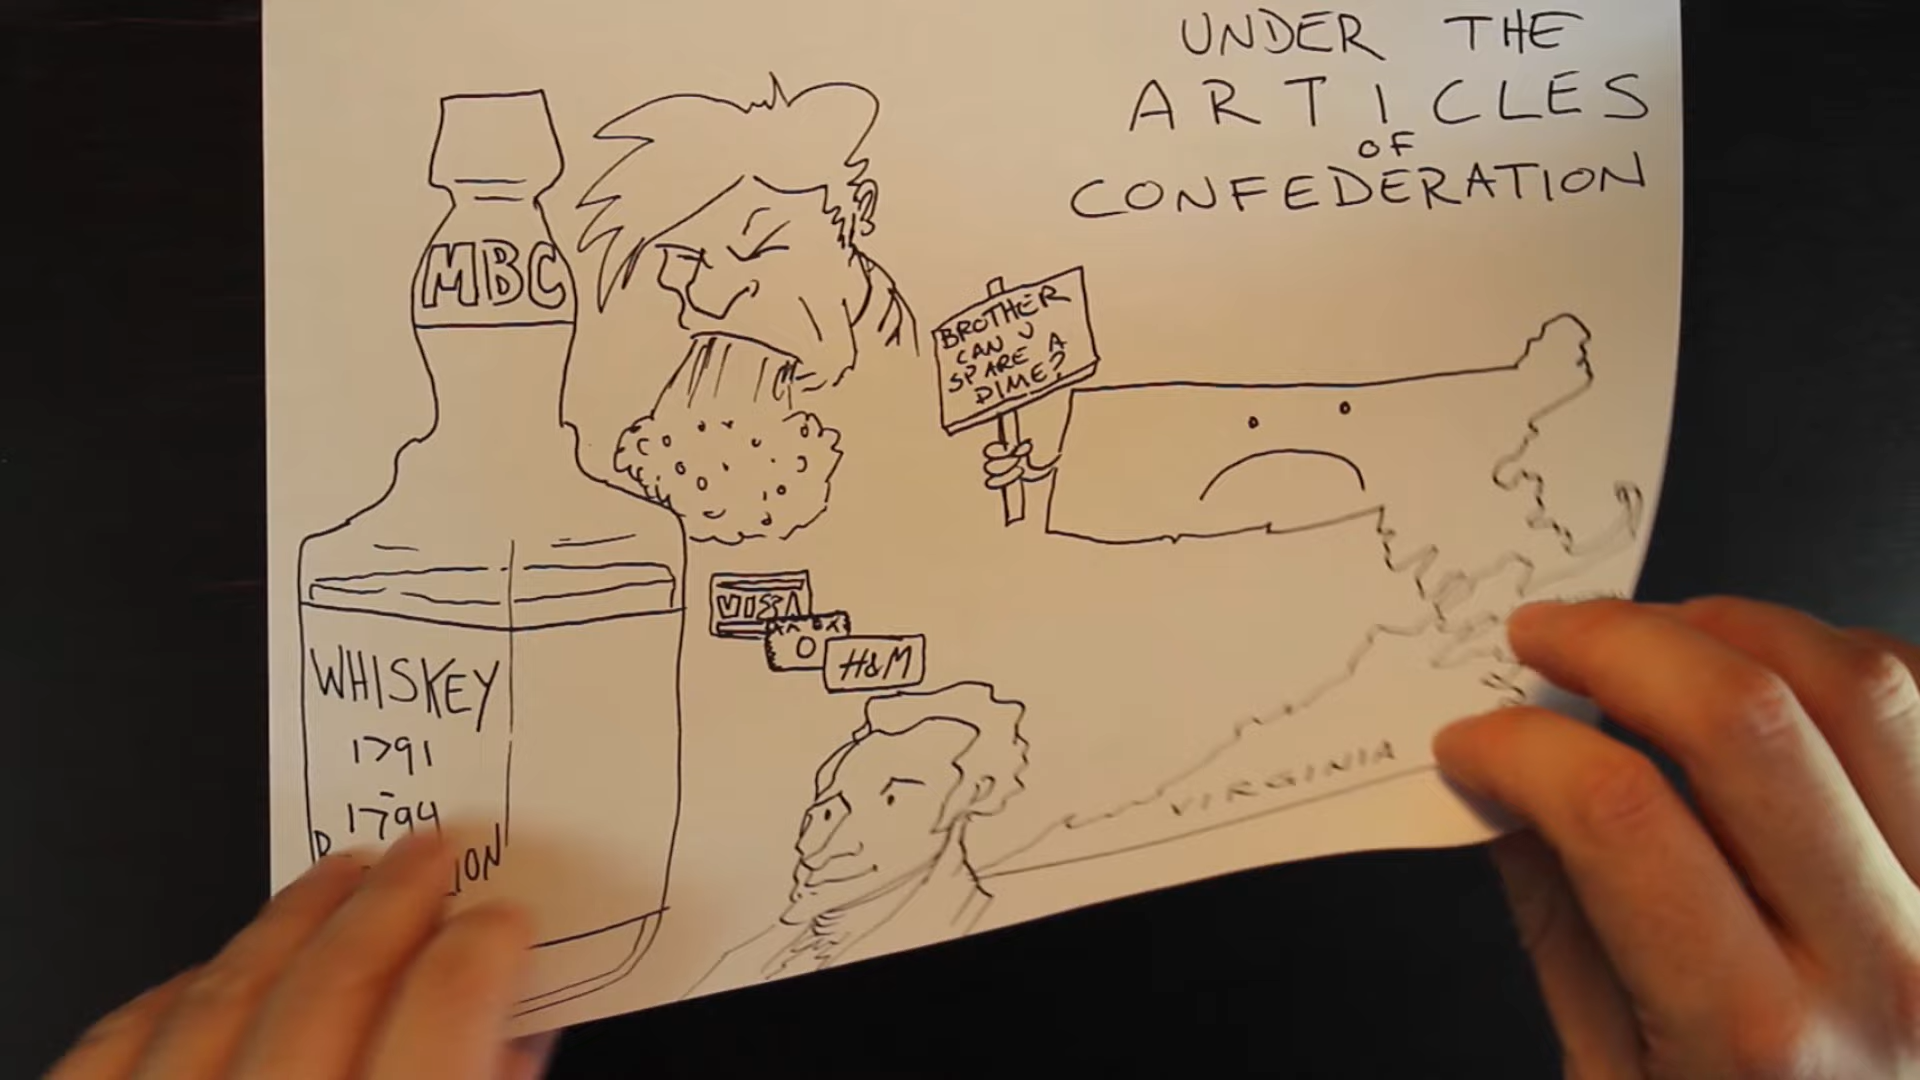 UNDER THE
ARTICLES
OF
CONFEDERATION
MBC
BROTHER
CAN U
SPARE A
DIME?
VISA
H&M
WHISKEY
1791
-
1794
VIRGINIA